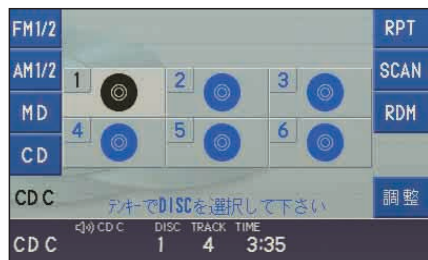 FM1/2
RPT
AM1/2
SCAN
MD
RDM
CD
1
2
3
4
5
6
CD C
テンキーでDISCを選択して下さい
調整
CD C DISC TRACK TIME
CD C 1 4 3:35